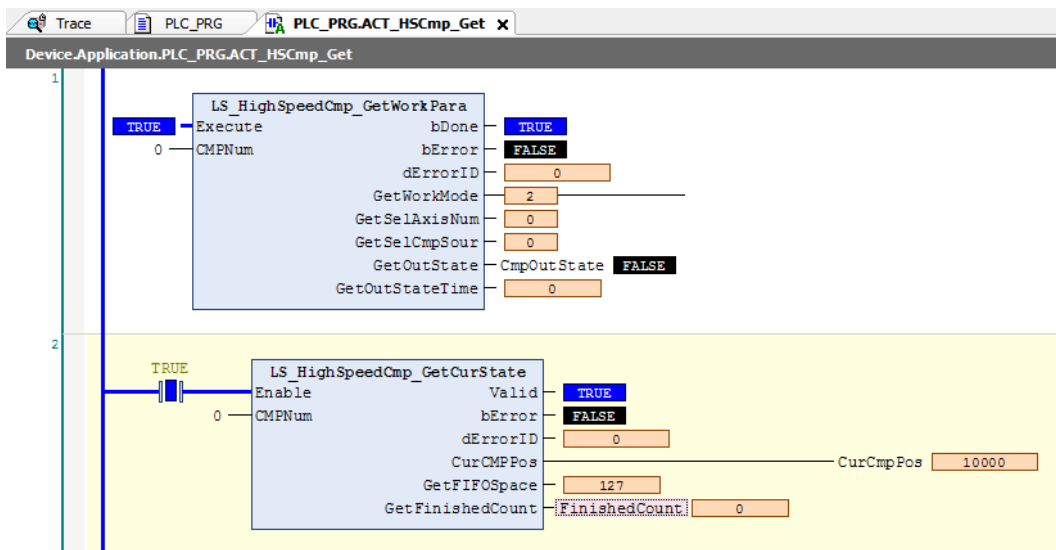 Trace PLC_PRG PLC_PRG.ACT_HSCmp_Get X
Device.Application.PLC_PRG.ACT_HSCmp_Get
1
LS_HighSpeedCmp_GetWorkPara
TRUE Execute bDone TRUE
0 CMPNum bError FALSE
dErrorID 0
GetWorkMode 2
GetSelAxisNum 0
GetSelCmpSour 0
GetOutState CmpOutState FALSE
GetOutStateTime 0
2
TRUE LS_HighSpeedCmp_GetCurState
Enable Valid TRUE
0 CMPNum bError FALSE
dErrorID 0
CurCMPPos CurCmpPos 10000
GetFIFOSpace 127
GetFinishedCount FinishedCount 0